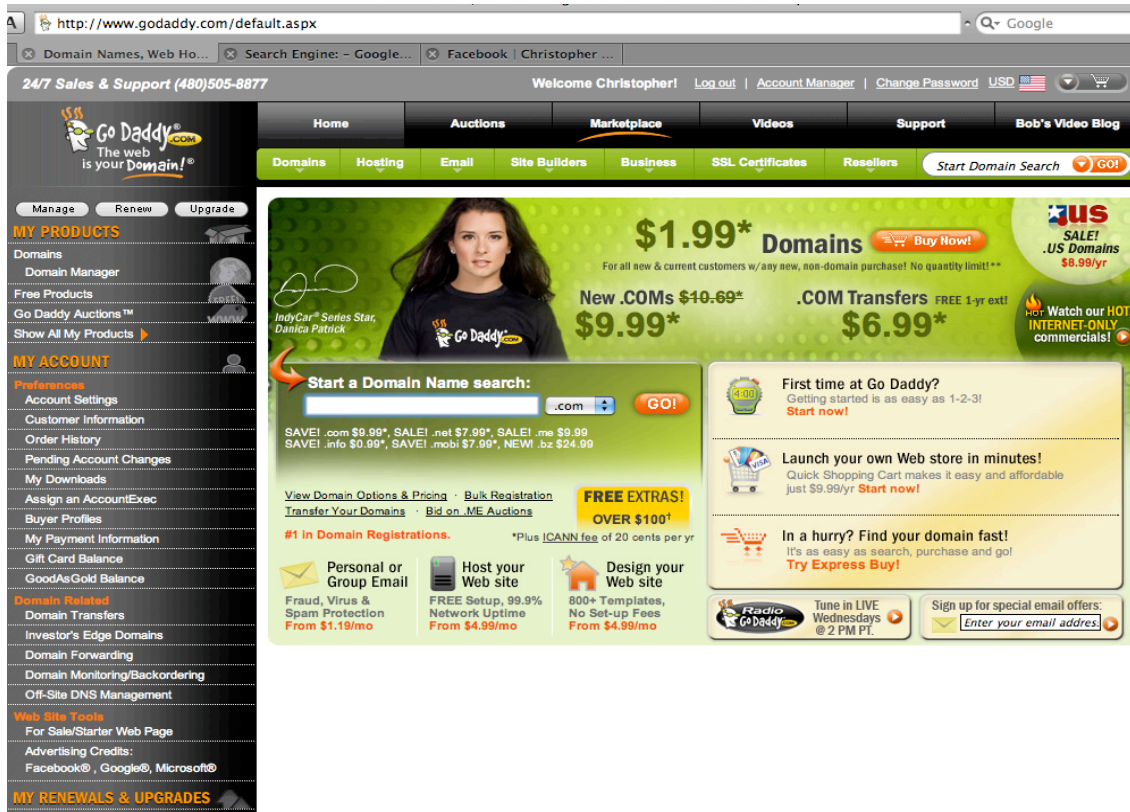 A http://www.godaddy.com/default.aspx Google
Domain Names, Web Ho... Search Engine: - Google... Facebook | Christopher ...
24/7 Sales & Support (480)505-8877 Welcome Christopher! Log out | Account Manager | Change Password USD
Go Daddy.COM®
The web
is your Domain!®
Home Auctions Marketplace Videos Support Bob's Video Blog
Domains Hosting Email Site Builders Business SSL Certificates Resellers Start Domain Search GO!
Manage Renew Upgrade
MY PRODUCTS
Domains
Domain Manager
Free Products
FREE!
Go Daddy Auctions™
WWW
Show All My Products
MY ACCOUNT
Preferences
Account Settings
Customer Information
Order History
Pending Account Changes
My Downloads
Assign an AccountExec
Buyer Profiles
My Payment Information
Gift Card Balance
GoodAsGold Balance
Domain Related
Domain Transfers
Investor's Edge Domains
Domain Forwarding
Domain Monitoring/Backordering
Off-Site DNS Management
Web Site Tools
For Sale/Starter Web Page
Advertising Credits:
Facebook® , Google®, Microsoft®
MY RENEWALS & UPGRADES
IndyCar® Series Star,
Danica Patrick
Go Daddy.COM
$1.99* Domains Buy Now!
For all new & current customers w/any new, non-domain purchase! No quantity limit!**
New .COMs $10.69*
$9.99*
.COM Transfers FREE 1-yr ext!
$6.99*
.us
SALE!
.US Domains
$8.99/yr
HOT Watch our HOT
INTERNET-ONLY
commercials!
Start a Domain Name search:
.com GO!
SAVE! .com $9.99*, SALE! .net $7.99*, SALE! .me $9.99
SAVE! .info $0.99*, SAVE! .mobi $7.99*, NEW! .bz $24.99
View Domain Options & Pricing · Bulk Registration
Transfer Your Domains · Bid on .ME Auctions
FREE EXTRAS!
OVER $100†
#1 in Domain Registrations. *Plus ICANN fee of 20 cents per yr
Personal or
Group Email
Fraud, Virus &
Spam Protection
From $1.19/mo
Host your
Web site
FREE Setup, 99.9%
Network Uptime
From $4.99/mo
Design your
Web site
800+ Templates,
No Set-up Fees
From $4.99/mo
4:00
First time at Go Daddy?
Getting started is as easy as 1-2-3!
Start now!
VISA
Launch your own Web store in minutes!
Quick Shopping Cart makes it easy and affordable
just $9.99/yr Start now!
In a hurry? Find your domain fast!
It's as easy as search, purchase and go!
Try Express Buy!
Radio
Go Daddy.COM
Tune in LIVE
Wednesdays
@ 2 PM PT.
Sign up for special email offers:
Enter your email addres.